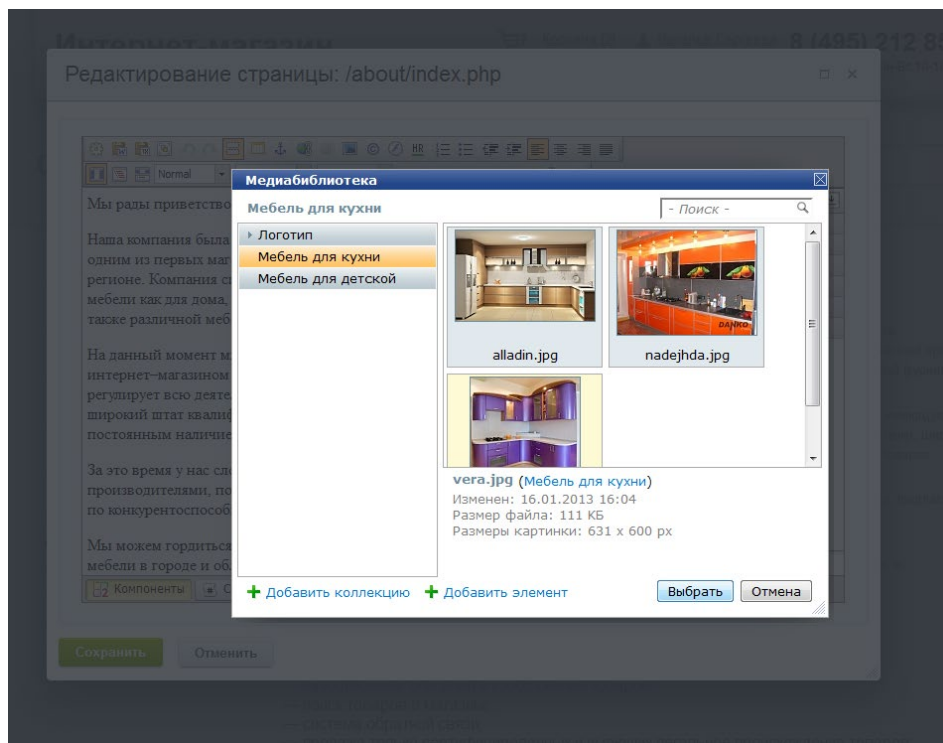 Интернет-магазин
8 (495) 212 8
Редактирование страницы: /about/index.php
HR
Normal
Мы рады приветство
Наша компания была
одним из первых маг
регионе. Компания с
мебели как для дома,
также различной меб
На данный момент м
интернет-магазином
регулирует всю деяте
широкий штат квалиф
постоянным наличие
За это время у нас сло
производителями, по
по конкурентоспособ
Мы можем гордиться
мебели в городе и об
Компоненты
Сохранить
Отменить
Медиабиблиотека
Мебель для кухни
- Поиск -
Логотип
Мебель для кухни
Мебель для детской
DANKO
alladin.jpg
nadejhda.jpg
vera.jpg (Мебель для кухни)
Изменен: 16.01.2013 16:04
Размер файла: 111 КБ
Размеры картинки: 631 x 600 px
Добавить коллекцию
Добавить элемент
Выбрать
Отмена